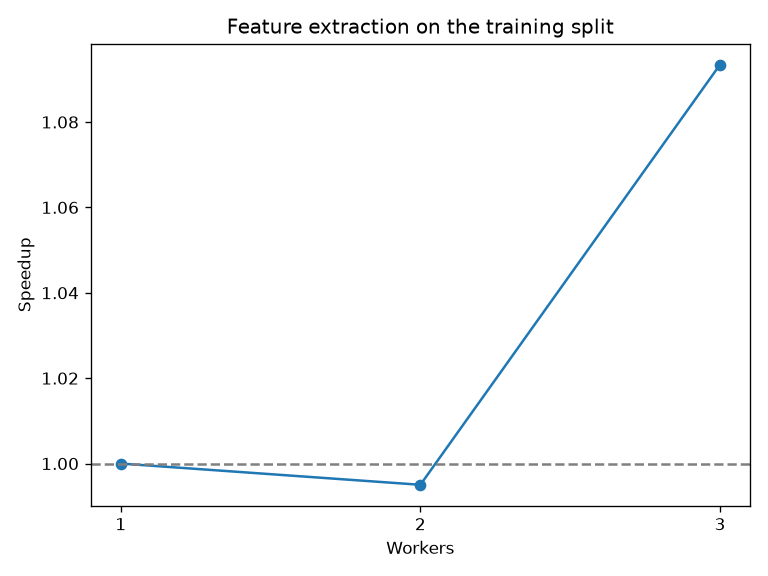 Feature extraction on the training split
Speedup
1.08
1.06
1.04
1.02
1.00
1 2 3
Workers